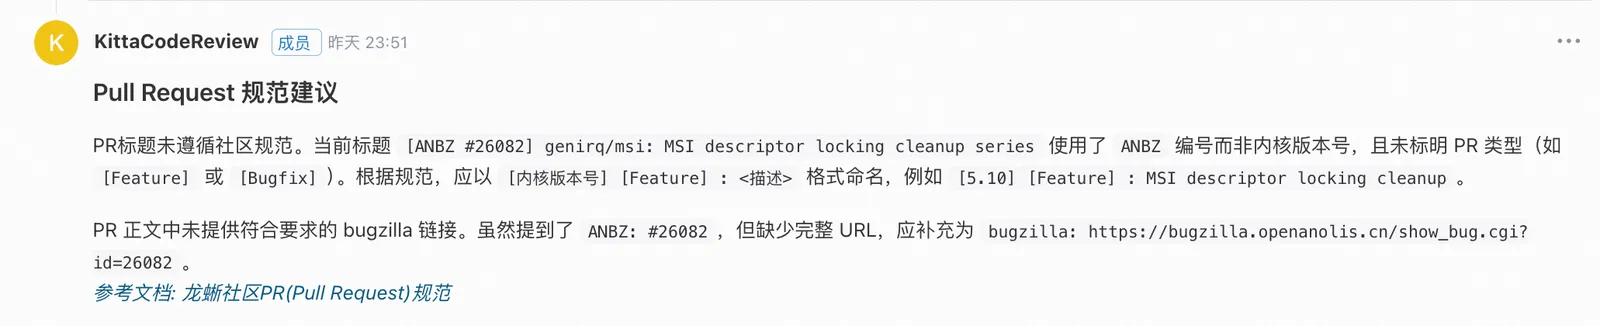 K
KittaCodeReview 成员 昨天 23:51
Pull Request 规范建议
PR标题未遵循社区规范。当前标题 [ANBZ #26082] genirq/msi: MSI descriptor locking cleanup series 使用了 ANBZ 编号而非内核版本号，且未标明 PR 类型（如
[Feature] 或 [Bugfix] ）。根据规范，应以 [内核版本号] [Feature] : <描述> 格式命名，例如 [5.10] [Feature] : MSI descriptor locking cleanup 。
PR 正文中未提供符合要求的 bugzilla 链接。虽然提到了 ANBZ: #26082 ，但缺少完整 URL，应补充为 bugzilla: https://bugzilla.openanolis.cn/show_bug.cgi?
id=26082 。
参考文档: 龙蜥社区PR(Pull Request)规范